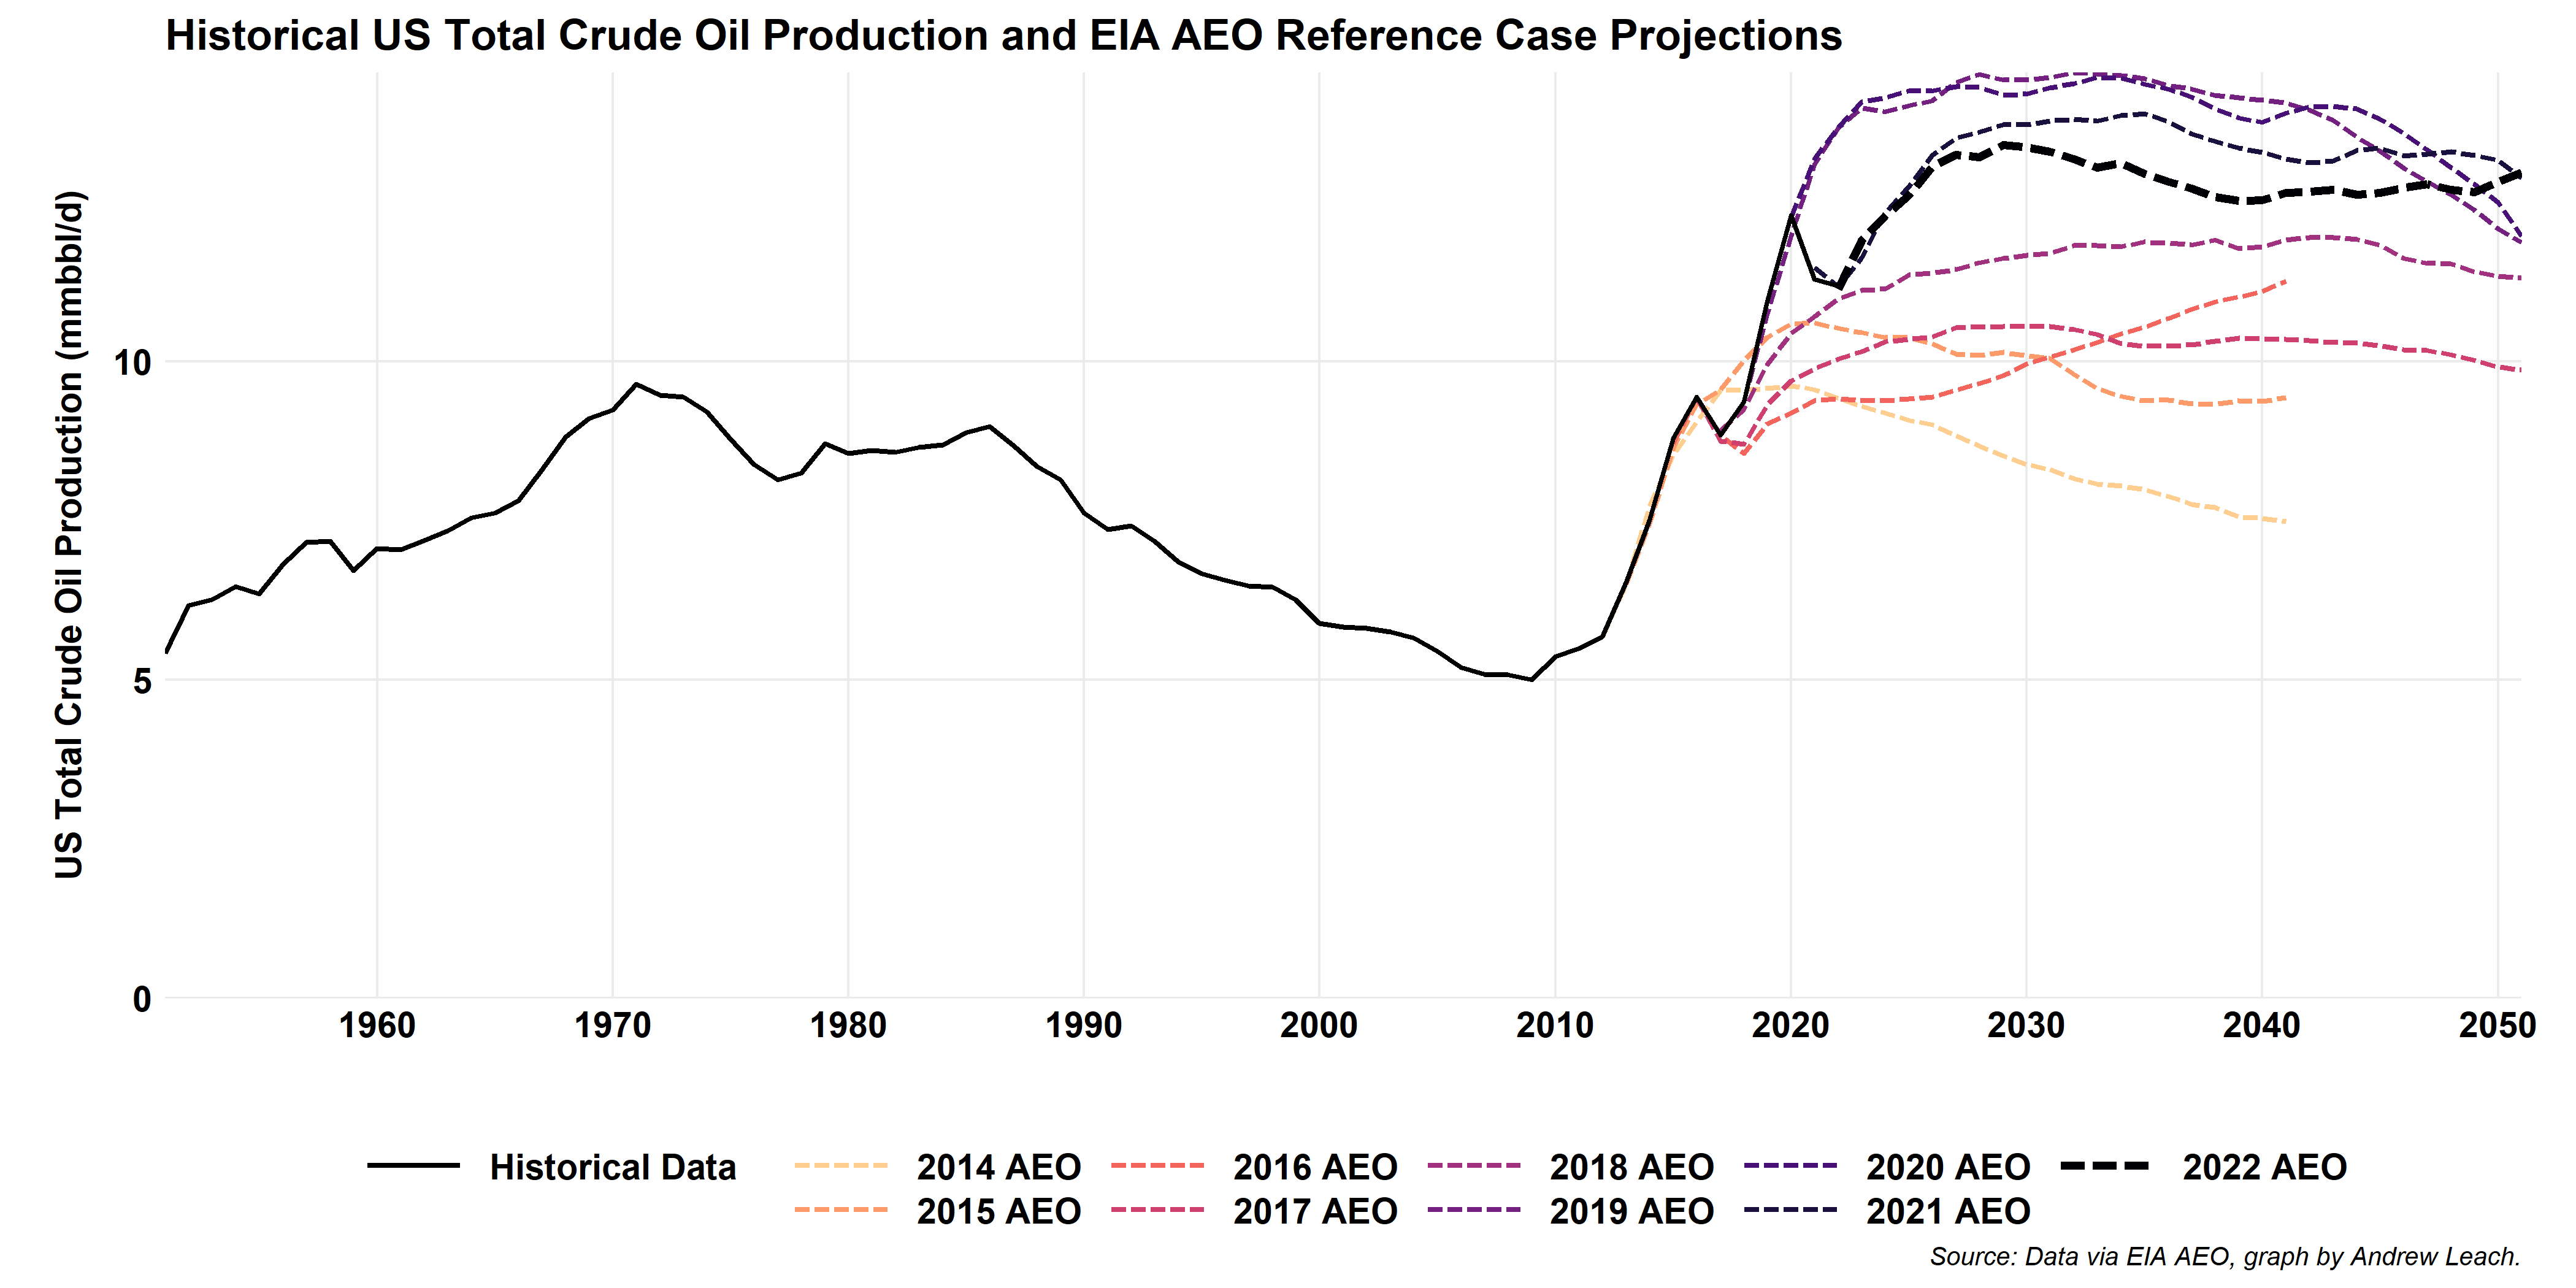 Historical US Total Crude Oil Production and EIA AEO Reference Case Projections
US Total Crude Oil Production (mmbbl/d)
10
5
0
1960 1970 1980 1990 2000 2010 2020 2030 2040 2050
Historical Data 2014 AEO 2016 AEO 2018 AEO 2020 AEO 2022 AEO
2015 AEO 2017 AEO 2019 AEO 2021 AEO
Source: Data via EIA AEO, graph by Andrew Leach.